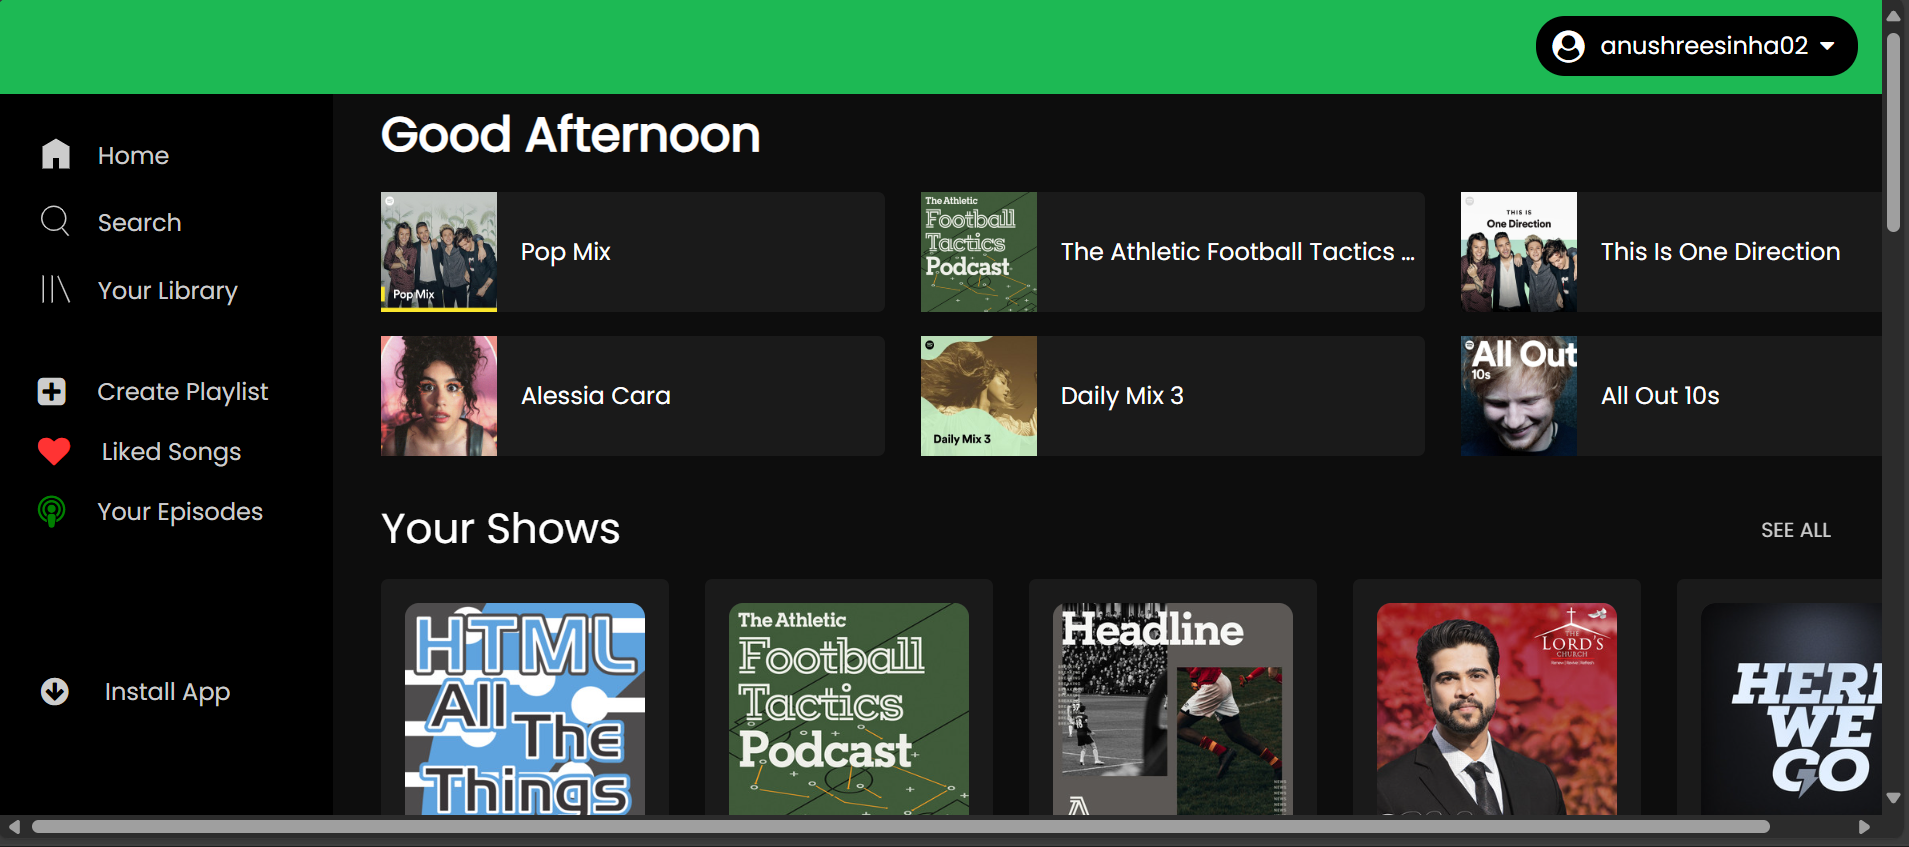 anushreesinha02
Home
Search
Your Library
Create Playlist
Liked Songs
Your Episodes
Install App
Good Afternoon
Pop Mix
Pop Mix
The Athletic
Football
Tactics
Podcast
The Athletic Football Tactics ...
THIS IS
One Direction
This Is One Direction
Alessia Cara
Daily Mix 3
Daily Mix 3
All Out
10s
All Out 10s
Your Shows
SEE ALL
HTML
All
The
Things
The Athletic
Football
Tactics
Podcast
Headline
THE
LORD'S
CHURCH
HERE
WE
GO